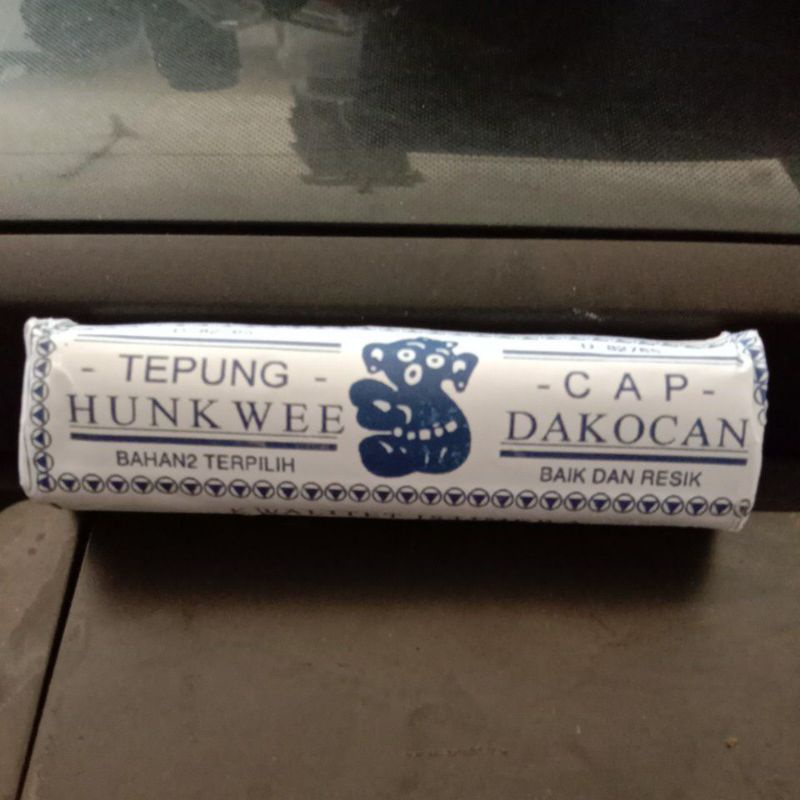 - TEPUNG -
HUNKWEE
BAHAN2 TERPILIH
- CAP -
DAKOCAN
BAIK DAN RESIK